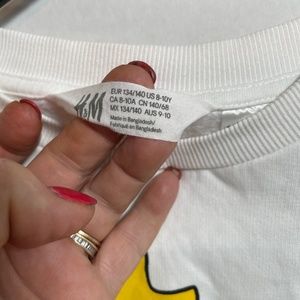 H&M
EUR 134/140 US 8-10Y
CA 8-10A CN 140/68
MX 134/140 AUS 9-10
Made in Bangladesh/
Fabriqué en Bangladesh